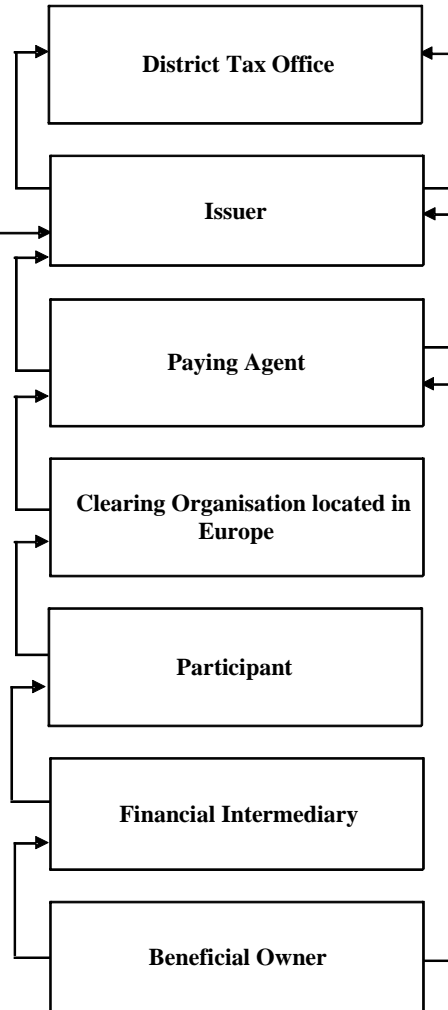 District Tax Office
Issuer
Paying Agent
Clearing Organisation located in
Europe
Participant
Financial Intermediary
Beneficial Owner